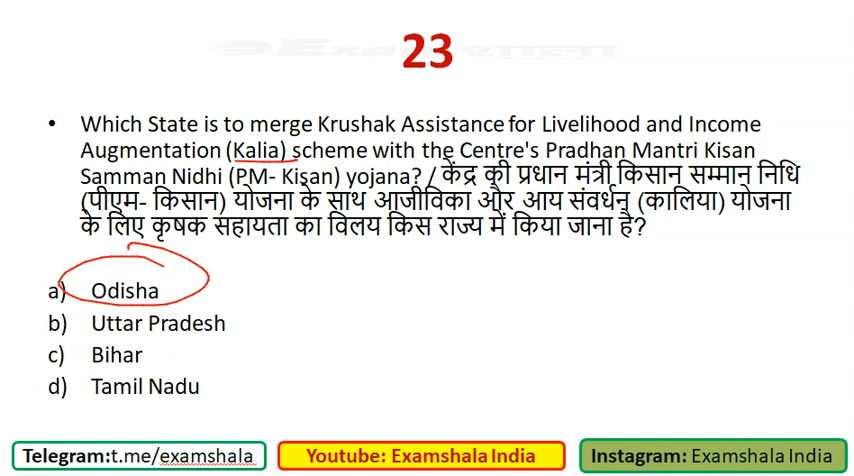 23
• Which State is to merge Krushak Assistance for Livelihood and Income
Augmentation (Kalia) scheme with the Centre's Pradhan Mantri Kisan
Samman Nidhi (PM- Kisan) yojana? / केंद्र की प्रधान मंत्री किसान सम्मान निधि
(पीएम- किसान) योजना के साथ आजीविका और आय संवर्धन (कालिया) योजना
के लिए कृषक सहायता का विलय किस राज्य में किया जाना है?
a) Odisha
b) Uttar Pradesh
c) Bihar
d) Tamil Nadu
Telegram:t.me/examshala
Youtube: Examshala India
Instagram: Examshala India